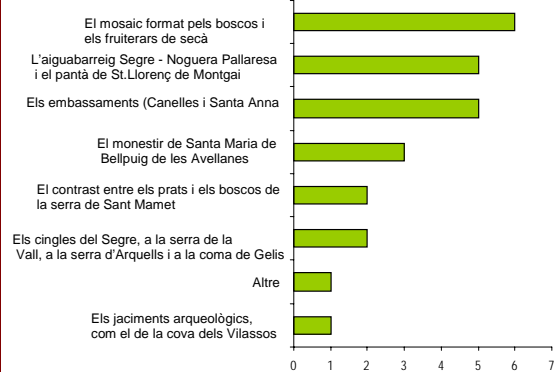 El mosaic format pels boscos i
els fruiterars de secà
L'aiguabarreig Segre - Noguera Pallaresa
i el pantà de St.Llorenç de Montgai
Els embassaments (Canelles i Santa Anna
El monestir de Santa Maria de
Bellpuig de les Avellanes
El contrast entre els prats i els boscos de
la serra de Sant Mamet
Els cingles del Segre, a la serra de la
Vall, a la serra d'Arquells i a la coma de Gelis
Altre
Els jaciments arqueològics,
com el de la cova dels Vilassos
0 1 2 3 4 5 6 7